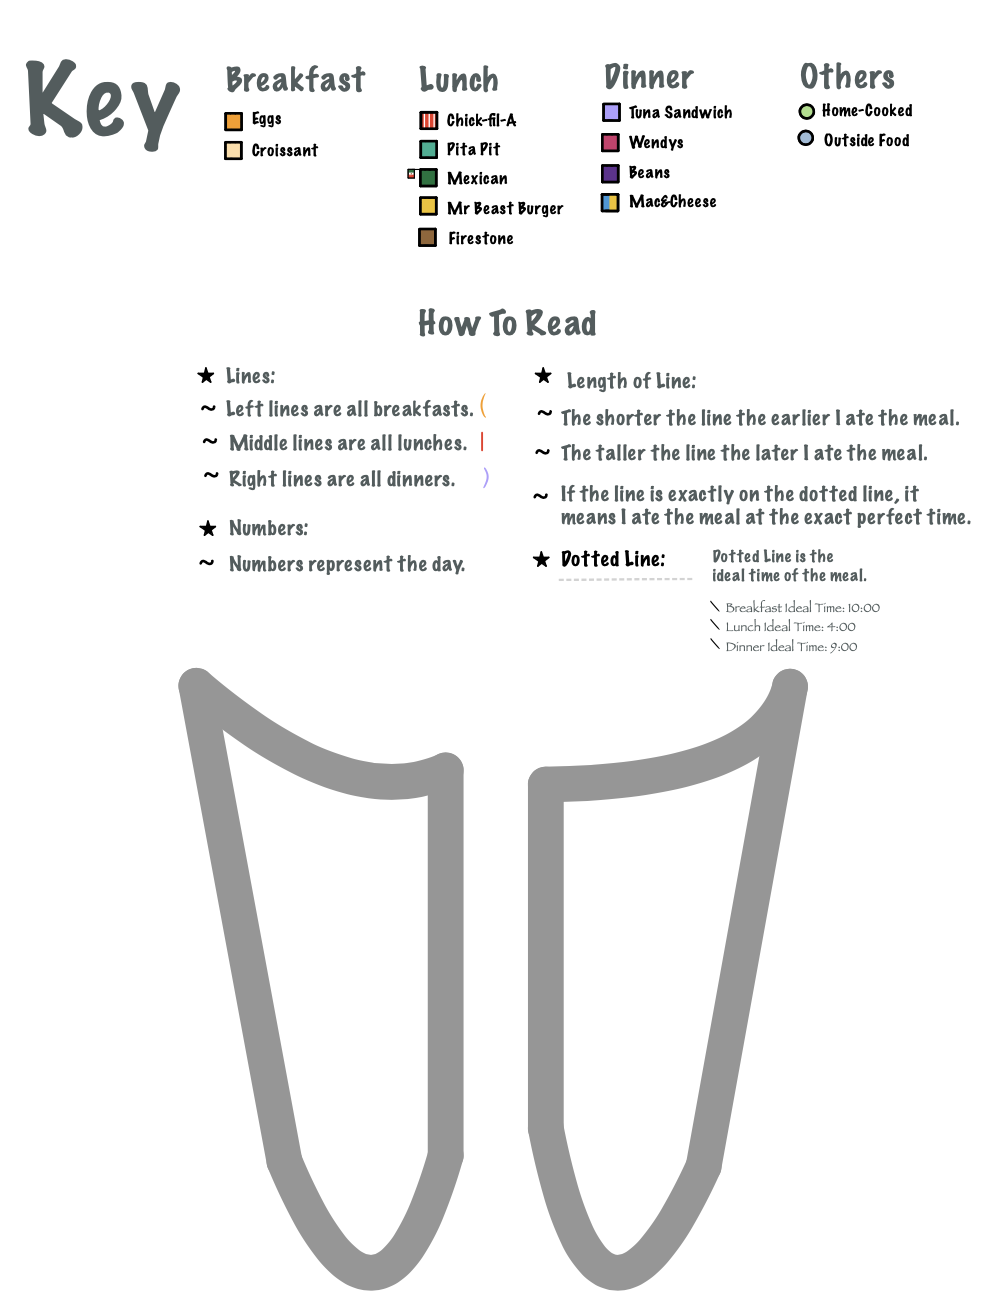 Key
Breakfast
Eggs
Croissant
Lunch
Chick-fil-A
Pita Pit
Mexican
Mr Beast Burger
Firestone
Dinner
Tuna Sandwich
Wendys
Beans
Mac&Cheese
Others
Home-Cooked
Outside Food
How To Read
★ Lines:
~ Left lines are all breakfasts. (
~ Middle lines are all lunches. |
~ Right lines are all dinners. )
★ Numbers:
~ Numbers represent the day.
★ Length of Line:
~ The shorter the line the earlier I ate the meal.
~ The taller the line the later I ate the meal.
~ If the line is exactly on the dotted line, it
means I ate the meal at the exact perfect time.
★ Dotted Line:
Dotted Line is the
ideal time of the meal.
\ Breakfast Ideal Time: 10:00
\ Lunch Ideal Time: 4:00
\ Dinner Ideal Time: 9:00